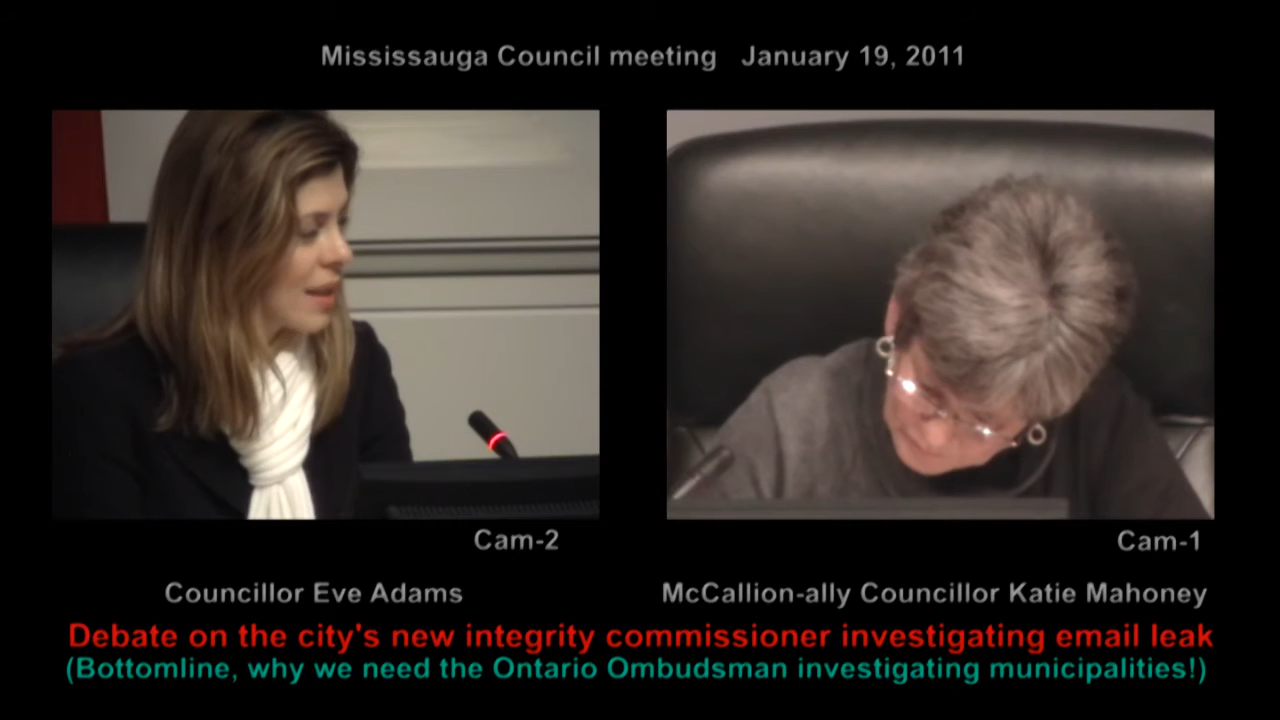 Mississauga Council meeting January 19, 2011
Cam-2
Cam-1
Councillor Eve Adams
McCallion-ally Councillor Katie Mahoney
Debate on the city's new integrity commissioner investigating email leak
(Bottomline, why we need the Ontario Ombudsman investigating municipalities!)